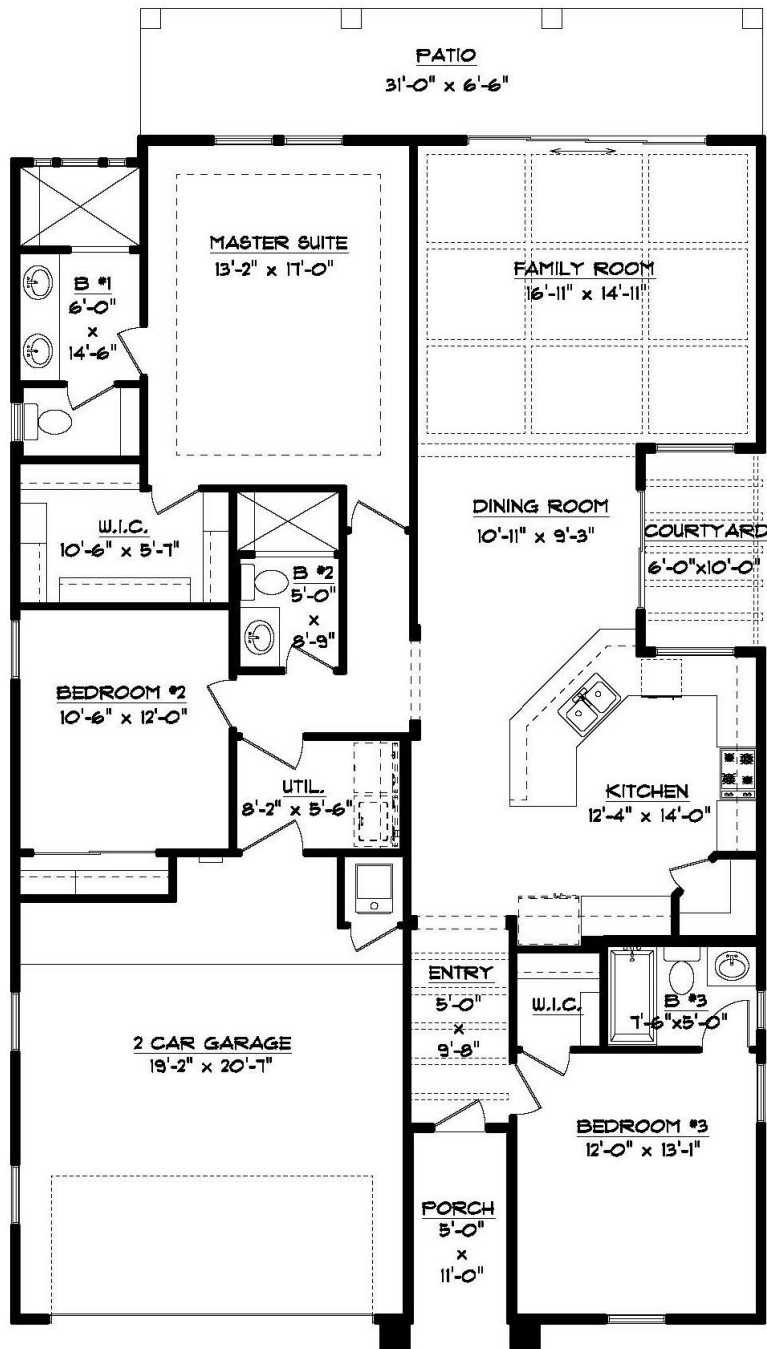 PATIO
31'-0" x 6'-6"
MASTER SUITE
13'-2" x 17'-0"
FAMILY ROOM
16'-11" x 14'-11"
B #1
6'-0"
x
14'-6"
W.I.C.
10'-6" x 5'-7"
B #2
5'-0"
x
8'-9"
DINING ROOM
10'-11" x 9'-3"
COURTYARD
6'-0"x10'-0"
BEDROOM #2
10'-6" x 12'-0"
UTIL.
8'-2" x 5'-6"
KITCHEN
12'-4" x 14'-0"
ENTRY
5'-0"
x
9'-8"
W.I.C.
B #3
7'-6"x5'-0"
2 CAR GARAGE
19'-2" x 20'-7"
BEDROOM #3
12'-0" x 13'-1"
PORCH
5'-0"
x
11'-0"